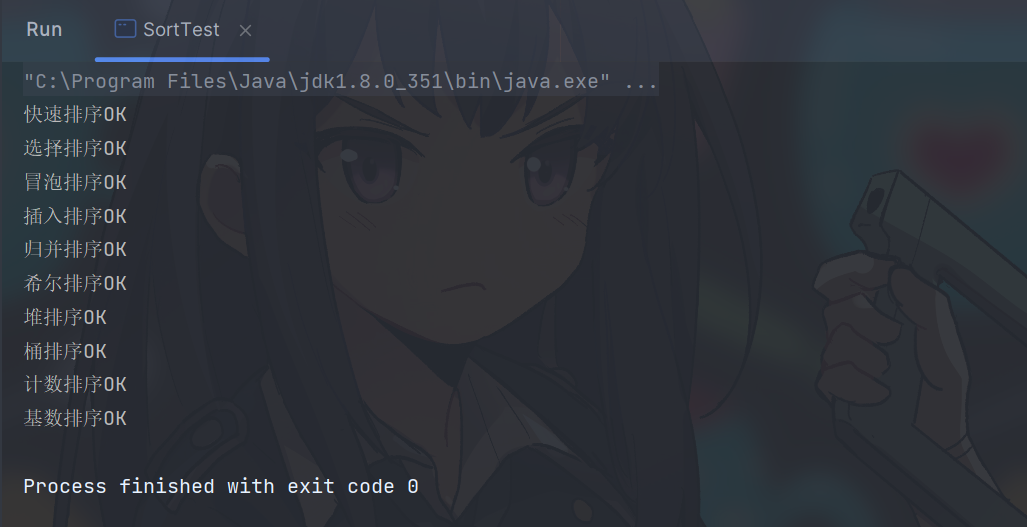 Run SortTest
"C:\Program Files\Java\jdk1.8.0_351\bin\java.exe" ...
快速排序OK
选择排序OK
冒泡排序OK
插入排序OK
归并排序OK
希尔排序OK
堆排序OK
桶排序OK
计数排序OK
基数排序OK
Process finished with exit code 0